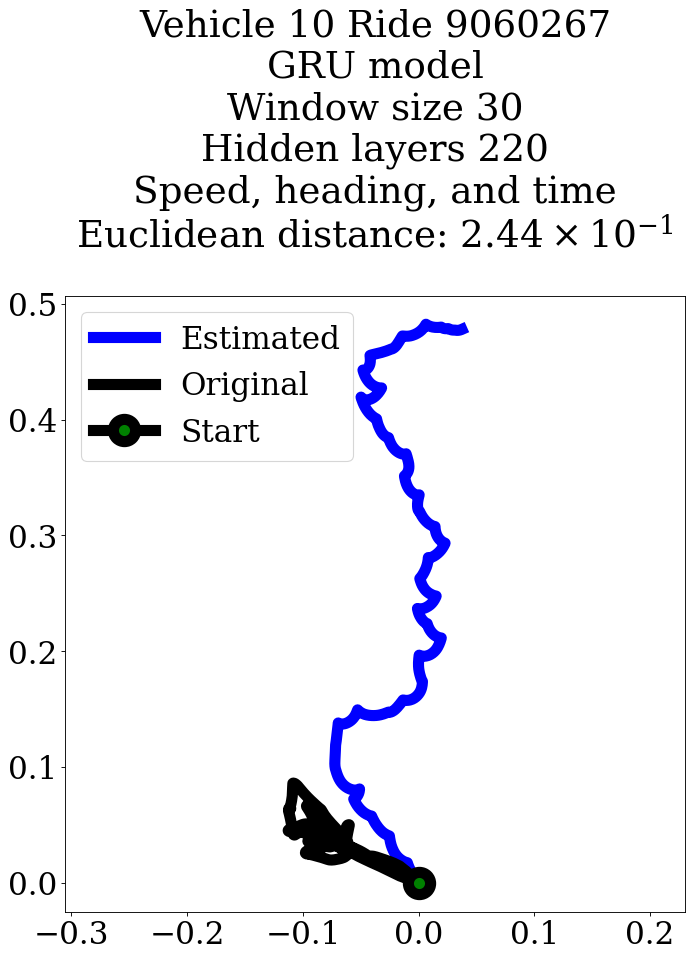 Vehicle 10 Ride 9060267
GRU model
Window size 30
Hidden layers 220
Speed, heading, and time
Euclidean distance: 2.44 × 10⁻¹
Estimated
Original
Start
0.5
0.4
0.3
0.2
0.1
0.0
−0.3 −0.2 −0.1 0.0 0.1 0.2